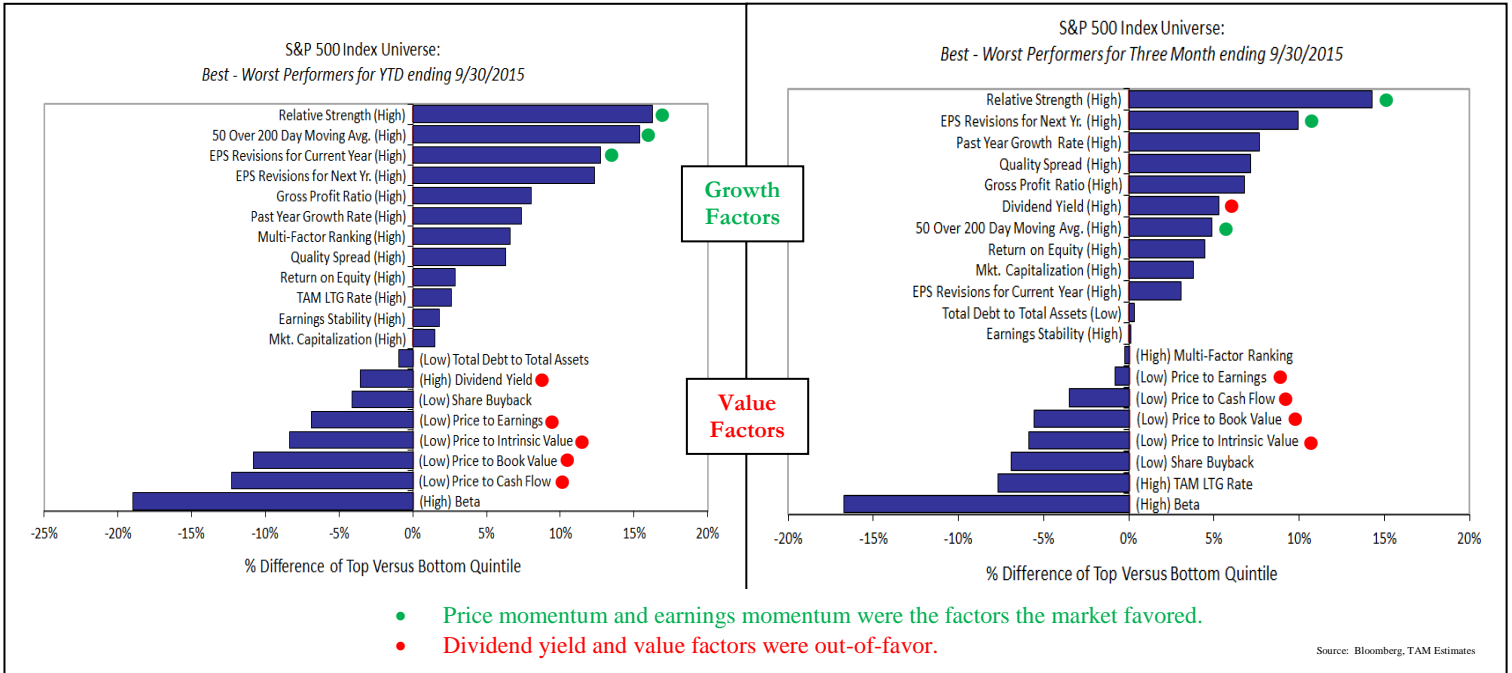 S&P 500 Index Universe:
Best - Worst Performers for YTD ending 9/30/2015
Relative Strength (High)
50 Over 200 Day Moving Avg. (High)
EPS Revisions for Current Year (High)
EPS Revisions for Next Yr. (High)
Gross Profit Ratio (High)
Past Year Growth Rate (High)
Multi-Factor Ranking (High)
Quality Spread (High)
Return on Equity (High)
TAM LTG Rate (High)
Earnings Stability (High)
Mkt. Capitalization (High)
(Low) Total Debt to Total Assets
(High) Dividend Yield
(Low) Share Buyback
(Low) Price to Earnings
(Low) Price to Intrinsic Value
(Low) Price to Book Value
(Low) Price to Cash Flow
(High) Beta
-25% -20% -15% -10% -5% 0% 5% 10% 15% 20%
% Difference of Top Versus Bottom Quintile
Growth
Factors
Value
Factors
S&P 500 Index Universe:
Best - Worst Performers for Three Month ending 9/30/2015
Relative Strength (High)
EPS Revisions for Next Yr. (High)
Past Year Growth Rate (High)
Quality Spread (High)
Gross Profit Ratio (High)
Dividend Yield (High)
50 Over 200 Day Moving Avg. (High)
Return on Equity (High)
Mkt. Capitalization (High)
EPS Revisions for Current Year (High)
Total Debt to Total Assets (Low)
Earnings Stability (High)
(High) Multi-Factor Ranking
(Low) Price to Earnings
(Low) Price to Cash Flow
(Low) Price to Book Value
(Low) Price to Intrinsic Value
(Low) Share Buyback
(High) TAM LTG Rate
(High) Beta
-20% -15% -10% -5% 0% 5% 10% 15% 20%
% Difference of Top Versus Bottom Quintile
• Price momentum and earnings momentum were the factors the market favored.
• Dividend yield and value factors were out-of-favor.
Source: Bloomberg, TAM Estimates